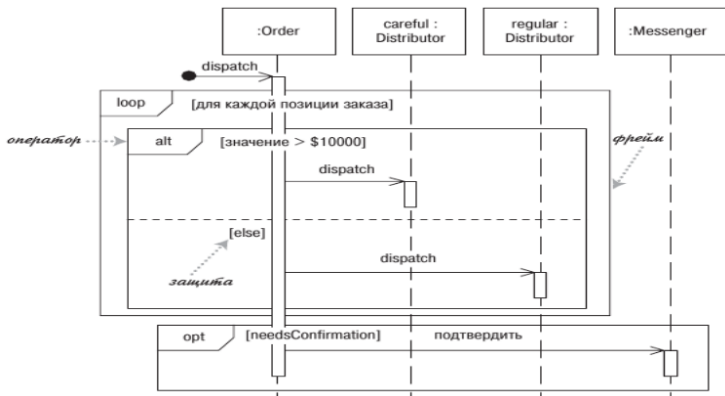 :Order
careful :
Distributor
regular :
Distributor
:Messenger
dispatch
loop
[для каждой позиции заказа]
оператор
alt
[значение > $10000]
фрейм
dispatch
[else]
защита
dispatch
opt
[needsConfirmation]
подтвердить